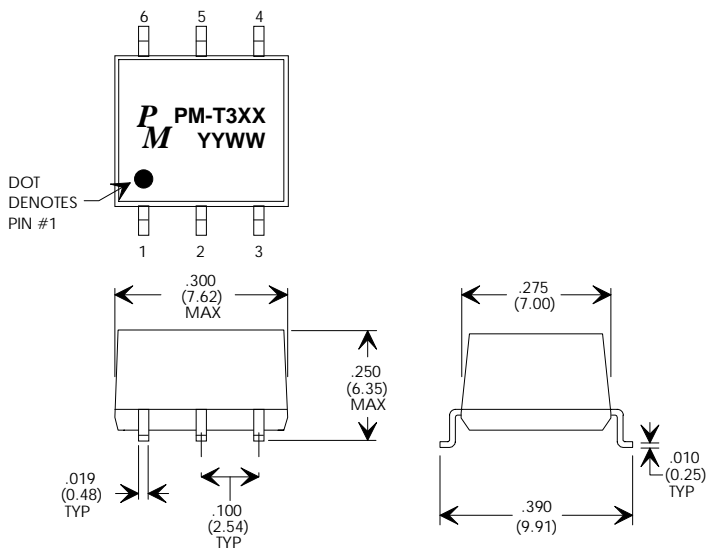 6 5 4
P PM-T3XX
M YYWW
DOT
DENOTES
PIN #1
1 2 3
.300
(7.62)
MAX
.275
(7.00)
.250
(6.35)
MAX
.019
(0.48)
TYP
.100
(2.54)
TYP
.010
(0.25)
TYP
.390
(9.91)